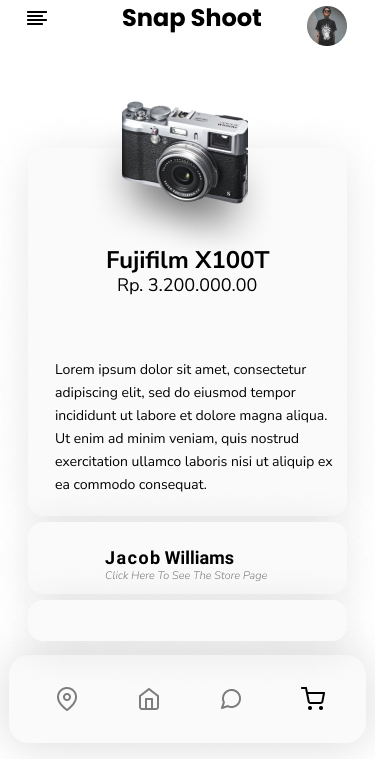 Snap Shoot
Fujifilm X100T
Rp. 3.200.000.00
Lorem ipsum dolor sit amet, consectetur
adipiscing elit, sed do eiusmod tempor
incididunt ut labore et dolore magna aliqua.
Ut enim ad minim veniam, quis nostrud
exercitation ullamco laboris nisi ut aliquip ex
ea commodo consequat.
Jacob Williams
Click Here To See The Store Page